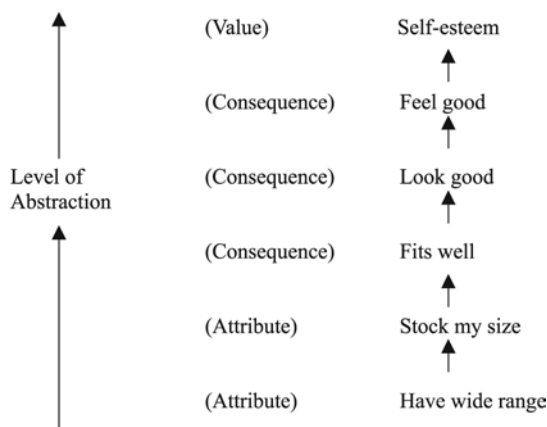 (Value) Self-esteem
(Consequence) Feel good
(Consequence) Look good
Level of
Abstraction
(Consequence) Fits well
(Attribute) Stock my size
(Attribute) Have wide range